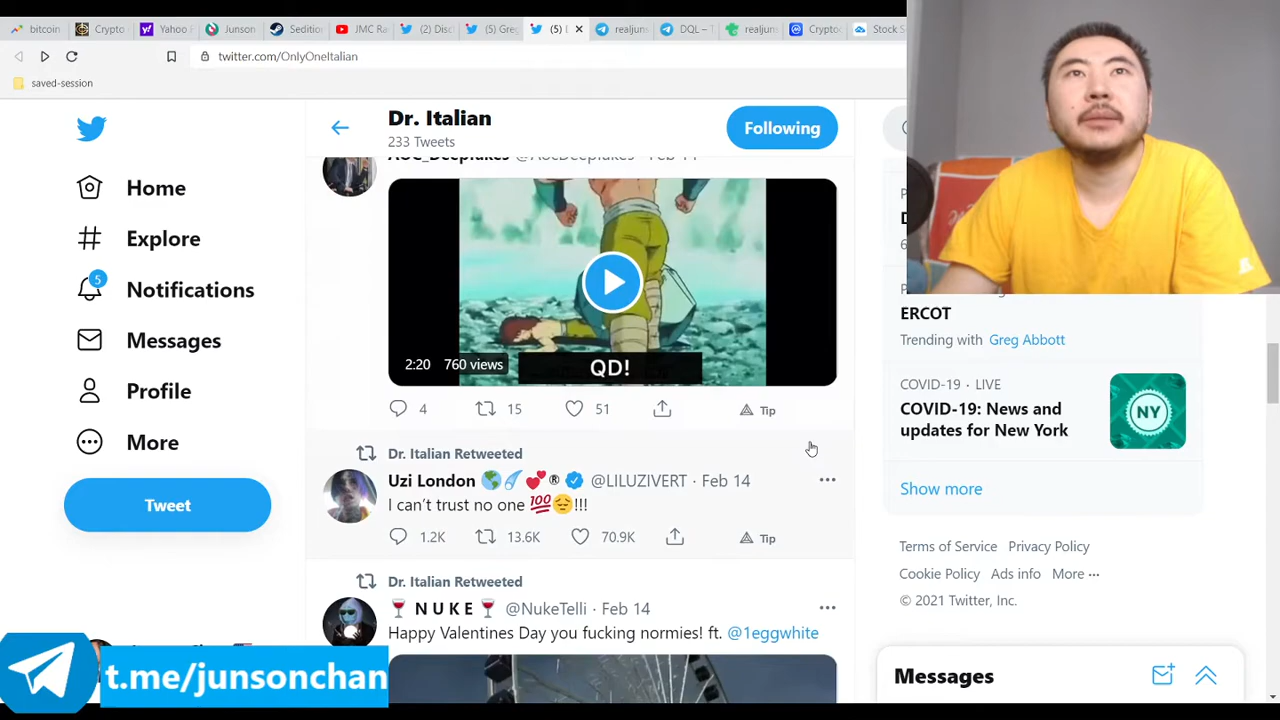 bitcoin
Crypto
Yahoo
Junson
Sedition
JMC Ra
(2) Disc
(5) Greg
(5)
realjuns
DQL – T
realjuns
Crypto
Stock S
twitter.com/OnlyOneItalian
saved-session
Dr. Italian
233 Tweets
Following
Home
Explore
5
Notifications
Messages
Profile
More
Tweet
AOC_Deepfakes @AocDeepfakes · Feb 14
QD!
2:20 760 views
4 15 51 Tip
Dr. Italian Retweeted
Uzi London 🌎☄️💕® @LILUZIVERT · Feb 14
I can’t trust no one 💯😔!!!
1.2K 13.6K 70.9K Tip
Dr. Italian Retweeted
🍷 N U K E 🍷 @NukeTelli · Feb 14
Happy Valentines Day you fucking normies! ft. @1eggwhite
ERCOT
Trending with Greg Abbott
COVID-19 · LIVE
COVID-19: News and
updates for New York
NY
Show more
Terms of Service Privacy Policy
Cookie Policy Ads info More ···
© 2021 Twitter, Inc.
Messages
t.me/junsonchan